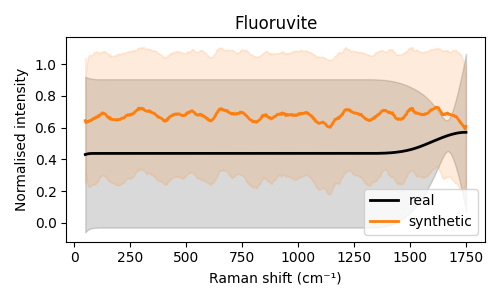 Fluoruvite
Normalised intensity
1.0
0.8
0.6
0.4
0.2
0.0
real
synthetic
0 250 500 750 1000 1250 1500 1750
Raman shift (cm⁻¹)